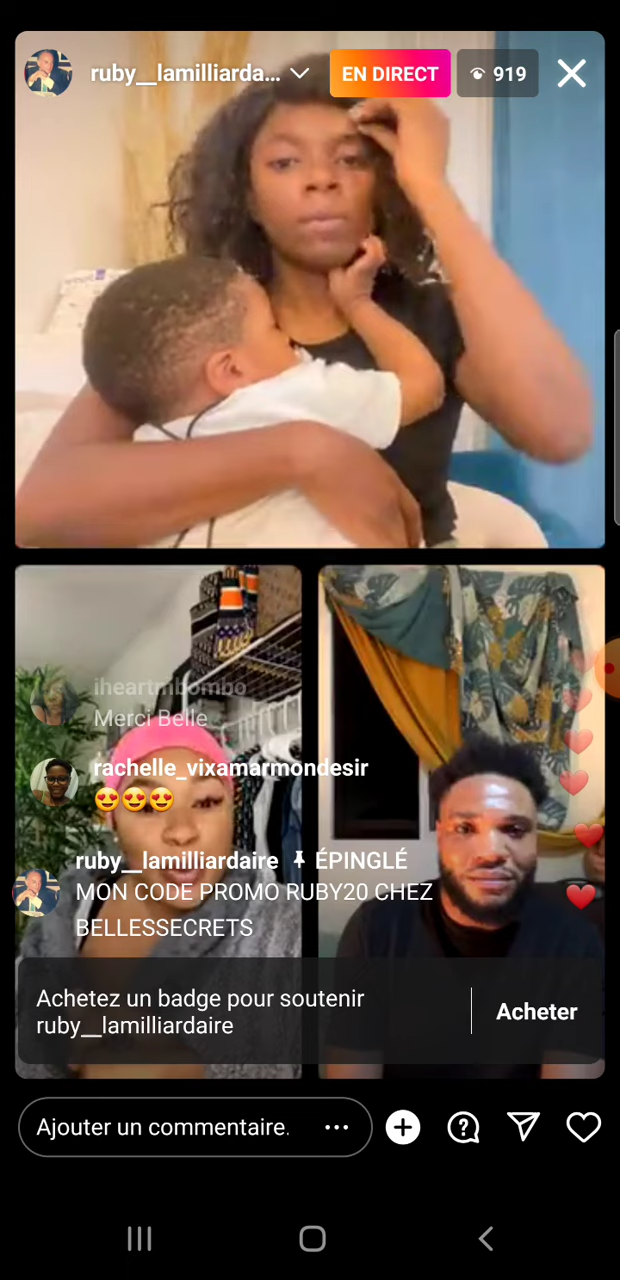 ruby__lamilliarda...
EN DIRECT
919
iheartmbombo
Merci Belle
rachelle_vixamarmondesir
😍😍😍
ruby__lamilliardaire ÉPINGLÉ
MON CODE PROMO RUBY20 CHEZ
BELLESSECRETS
Achetez un badge pour soutenir
ruby__lamilliardaire
Acheter
Ajouter un commentaire.